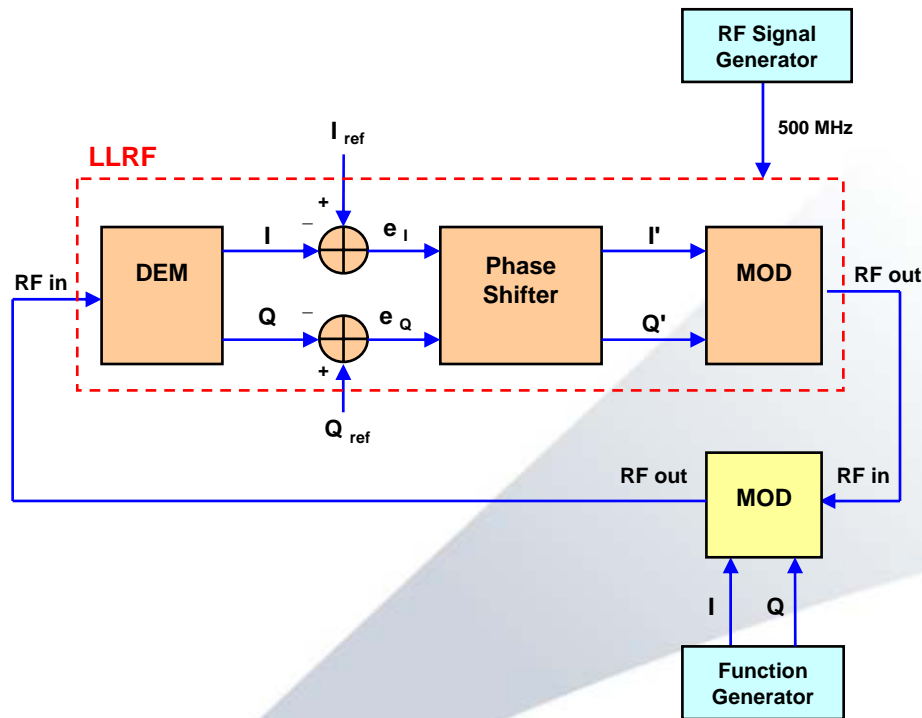 RF Signal
Generator
500 MHz
I ref
LLRF
+
−
I
e I
I'
DEM
Phase
Shifter
MOD
RF in
RF out
Q
−
e Q
Q'
+
Q ref
RF out
RF in
MOD
I
Q
Function
Generator